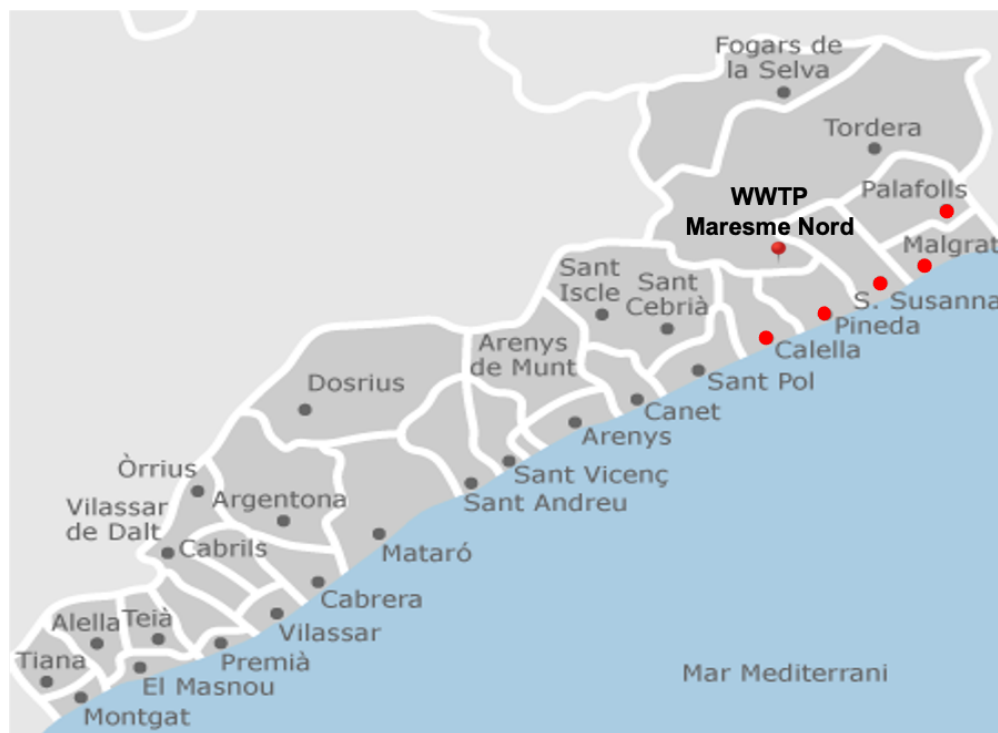 Fogars de
la Selva
Tordera
WWTP
Palafolls
Maresme Nord
Malgrat
Sant
Iscle
Sant
Cebrià
S. Susanna
Pineda
Arenys
de Munt
Calella
Dosrius
Sant Pol
Canet
Arenys
Òrrius
Sant Vicenç
Argentona
Sant Andreu
Vilassar
de Dalt
Cabrils
Mataró
Cabrera
Alella
Teià
Vilassar
Tiana
Premià
El Masnou
Montgat
Mar Mediterrani